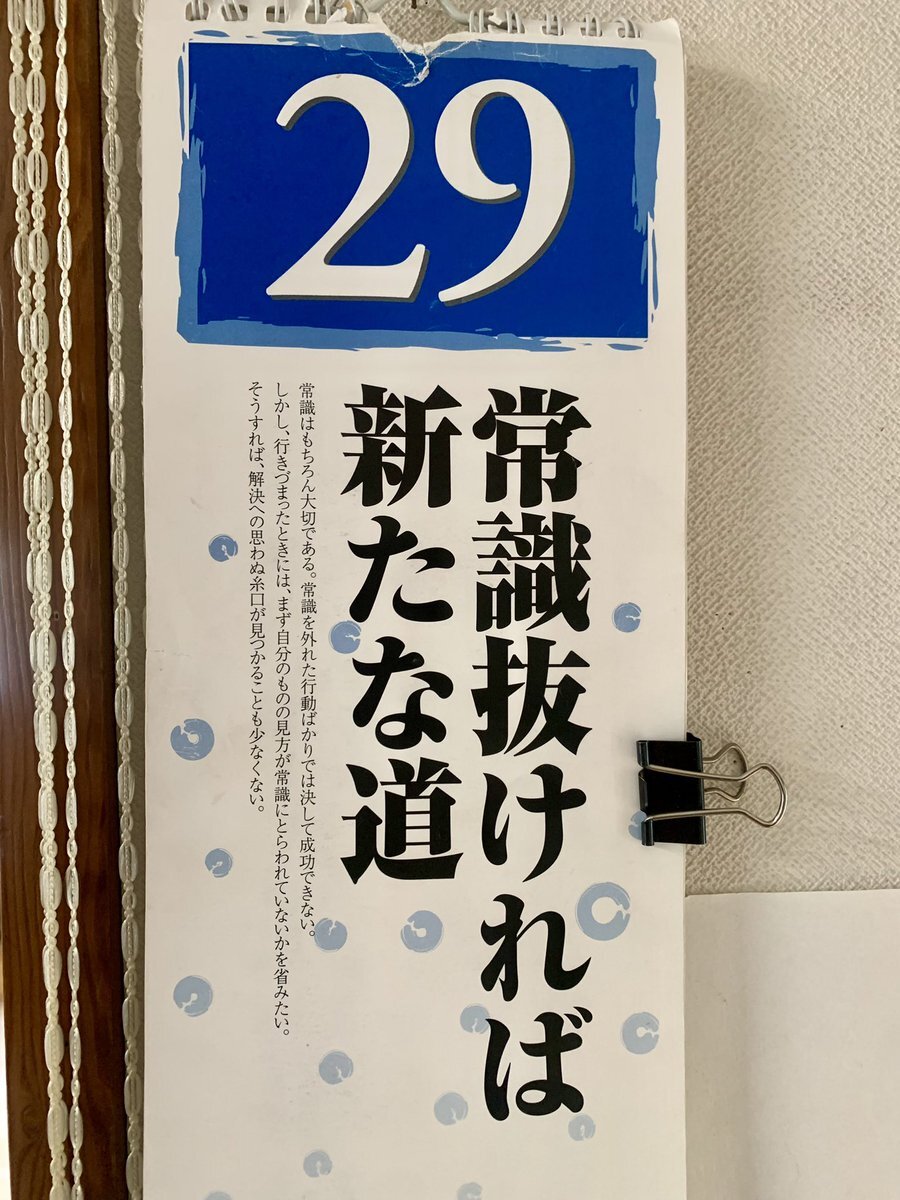 29
常識抜ければ
新たな道
常識はもちろん大切である。常識を外れた行動ばかりでは決して成功できない。
しかし、行きづまったときには、まず自分のものの見方が常識にとらわれていないかを省みたい。
そうすれば、解決への思わぬ糸口が見つかることも少なくない。